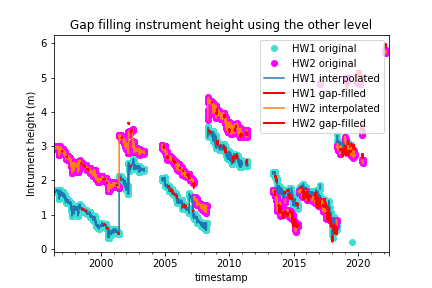 Gap filling instrument height using the other level
6
5
4
3
2
1
0
Intrument height (m)
HW1 original
HW2 original
HW1 interpolated
HW1 gap-filled
HW2 interpolated
HW2 gap-filled
2000 2005 2010 2015 2020
timestamp